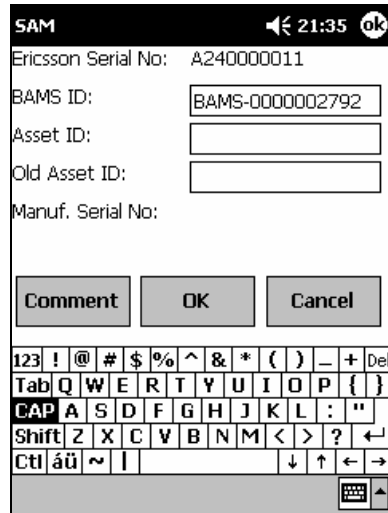 SAM 21:35 ok
Ericsson Serial No: A240000011
BAMS ID: BAMS-0000002792
Asset ID:
Old Asset ID:
Manuf. Serial No:
Comment OK Cancel
123 ! @ # $ % ^ & * ( ) _ + Del
Tab Q W E R T Y U I O P { }
CAP A S D F G H J K L : "
Shift Z X C V B N M < > ? ↵
Ctl áü ~ | ↓ ↑ ← →